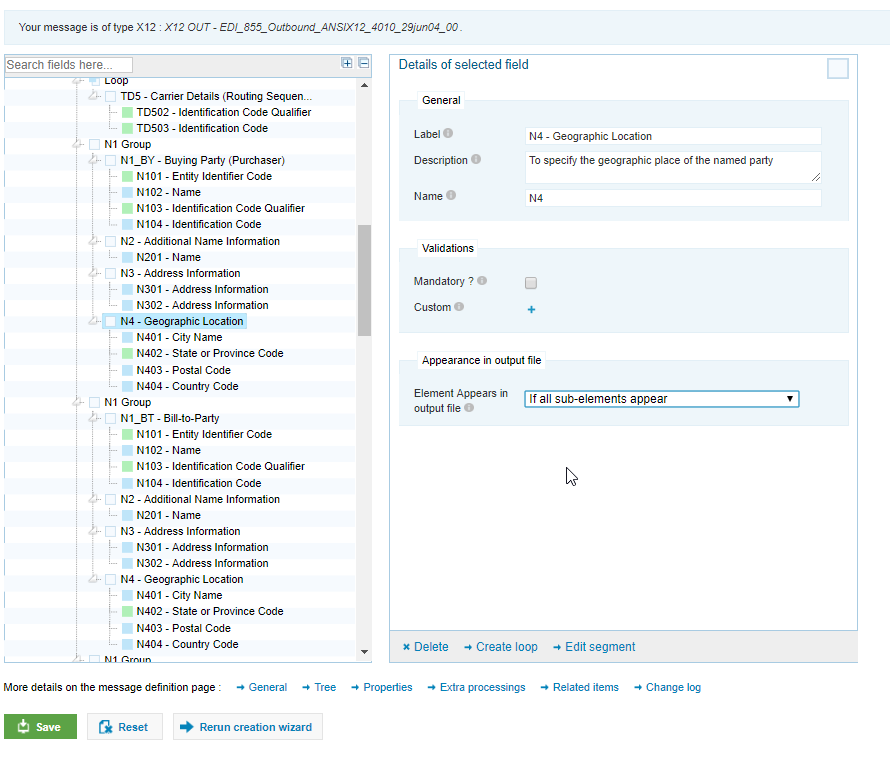 Your message is of type X12 : X12 OUT - EDI_855_Outbound_ANSIX12_4010_29jun04_00 .
Search fields here...
Loop
TD5 - Carrier Details (Routing Sequen...
TD502 - Identification Code Qualifier
TD503 - Identification Code
N1 Group
N1_BY - Buying Party (Purchaser)
N101 - Entity Identifier Code
N102 - Name
N103 - Identification Code Qualifier
N104 - Identification Code
N2 - Additional Name Information
N201 - Name
N3 - Address Information
N301 - Address Information
N302 - Address Information
N4 - Geographic Location
N401 - City Name
N402 - State or Province Code
N403 - Postal Code
N404 - Country Code
N1 Group
N1_BT - Bill-to-Party
N101 - Entity Identifier Code
N102 - Name
N103 - Identification Code Qualifier
N104 - Identification Code
N2 - Additional Name Information
N201 - Name
N3 - Address Information
N301 - Address Information
N302 - Address Information
N4 - Geographic Location
N401 - City Name
N402 - State or Province Code
N403 - Postal Code
N404 - Country Code
N1 Group
Details of selected field
General
Label N4 - Geographic Location
Description To specify the geographic place of the named party
Name N4
Validations
Mandatory ?
Custom
Appearance in output file
Element Appears in
output file
If all sub-elements appear
Delete Create loop Edit segment
More details on the message definition page : General Tree Properties Extra processings Related items Change log
Save Reset Rerun creation wizard